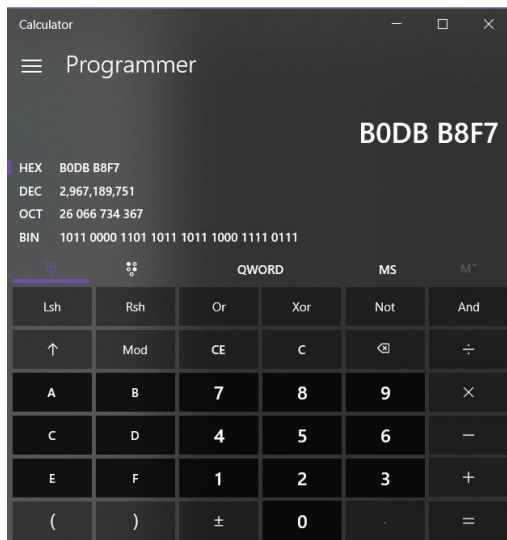 Calculator
Programmer
B0DB B8F7
HEX B0DB B8F7
DEC 2,967,189,751
OCT 26 066 734 367
BIN 1011 0000 1101 1011 1011 1000 1111 0111
QWORD MS M˅
Lsh Rsh Or Xor Not And
↑ Mod CE C ⌫ ÷
A B 7 8 9 ×
C D 4 5 6 −
E F 1 2 3 +
( ) ± 0 . =